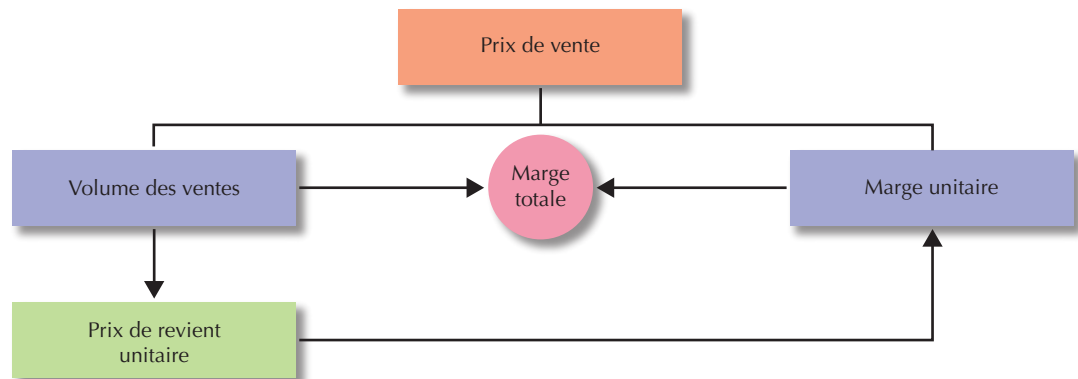 Prix de vente
Volume des ventes
Marge
totale
Marge unitaire
Prix de revient
unitaire